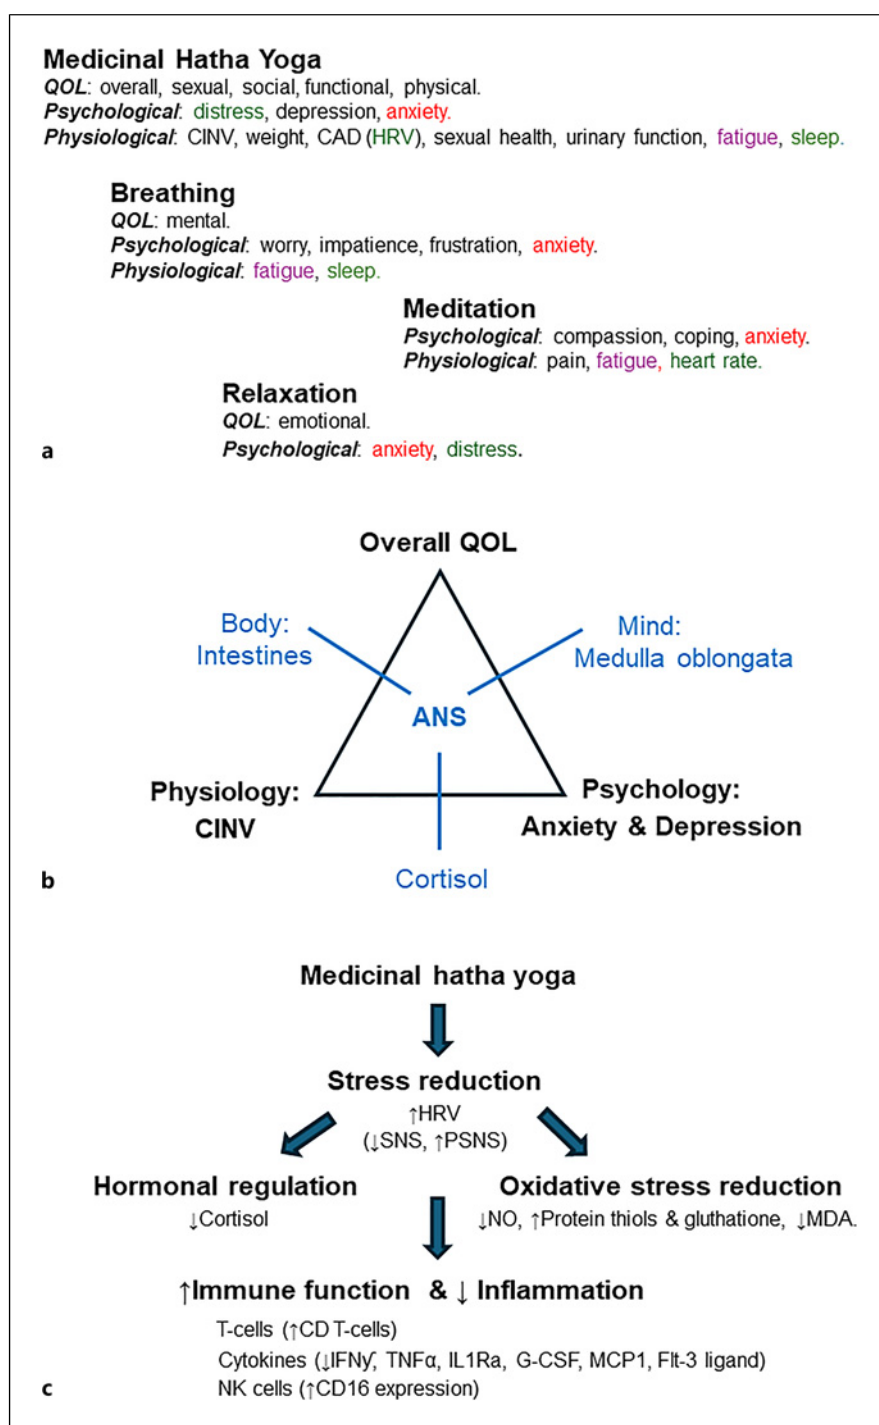 Medicinal Hatha Yoga
QOL: overall, sexual, social, functional, physical.
Psychological: distress, depression, anxiety.
Physiological: CINV, weight, CAD (HRV), sexual health, urinary function, fatigue, sleep.
Breathing
QOL: mental.
Psychological: worry, impatience, frustration, anxiety.
Physiological: fatigue, sleep.
Meditation
Psychological: compassion, coping, anxiety.
Physiological: pain, fatigue, heart rate.
Relaxation
QOL: emotional.
Psychological: anxiety, distress.
a
Overall QOL
Body:
Intestines
Mind:
Medulla oblongata
ANS
Physiology:
CINV
Psychology:
Anxiety & Depression
Cortisol
b
Medicinal hatha yoga
Stress reduction
↑HRV
(↓SNS, ↑PSNS)
Hormonal regulation
↓Cortisol
Oxidative stress reduction
↓NO, ↑Protein thiols & gluthatione, ↓MDA.
↑Immune function & ↓ Inflammation
T-cells (↑CD T-cells)
Cytokines (↓IFNƴ, TNFα, IL1Ra, G-CSF, MCP1, Flt-3 ligand)
NK cells (↑CD16 expression)
c